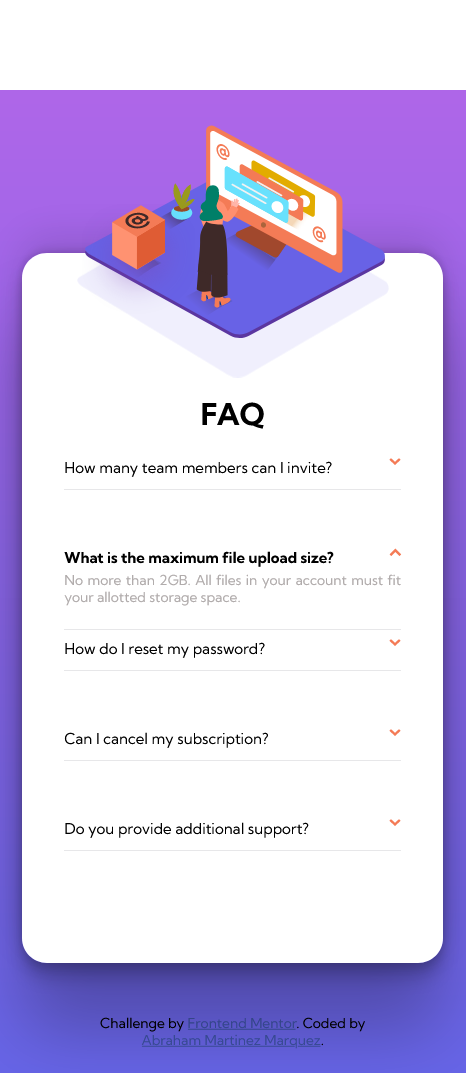 @
@
@
FAQ
How many team members can I invite?
What is the maximum file upload size?
No more than 2GB. All files in your account must fit
your allotted storage space.
How do I reset my password?
Can I cancel my subscription?
Do you provide additional support?
Challenge by Frontend Mentor. Coded by
Abraham Martinez Marquez.